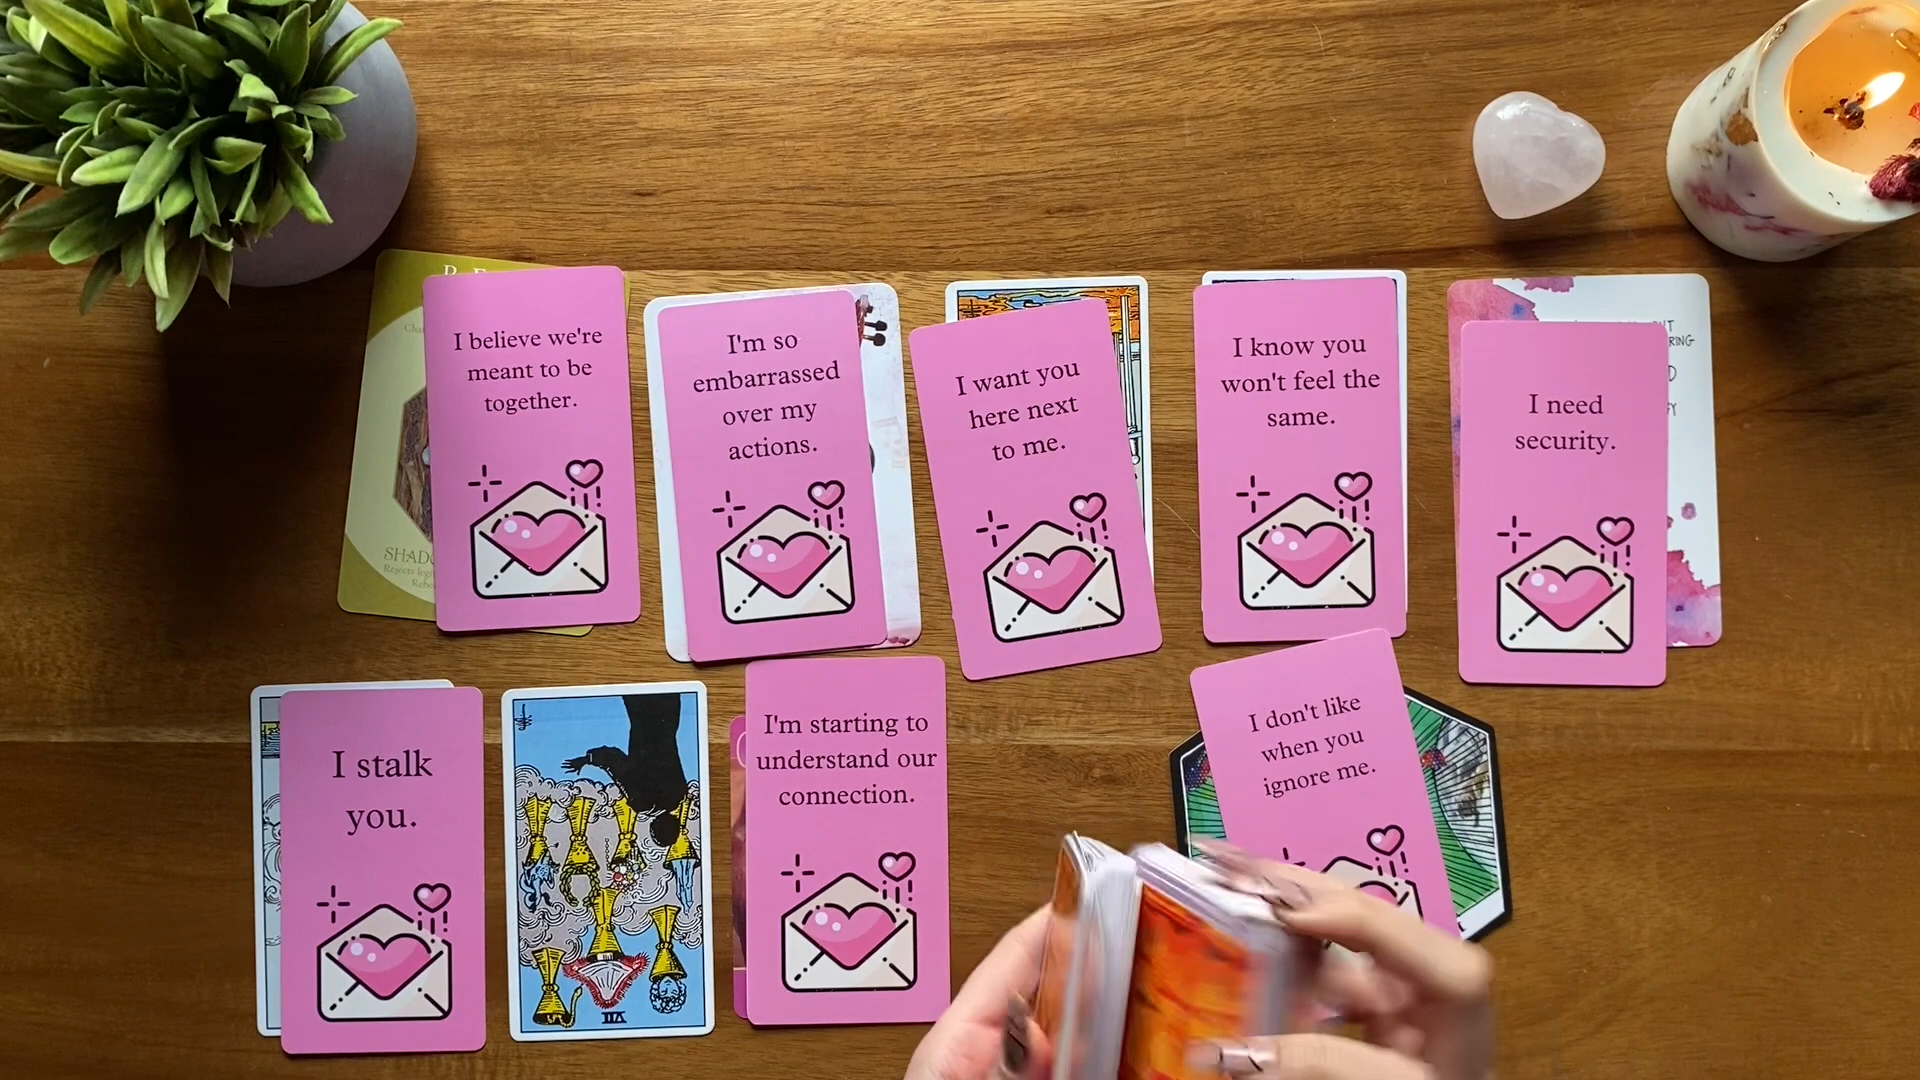 I believe we're
meant to be
together.
I'm so
embarrassed
over my
actions.
I want you
here next
to me.
I know you
won't feel the
same.
I need
security.
I stalk
you.
VII
I'm starting to
understand our
connection.
I don't like
when you
ignore me.